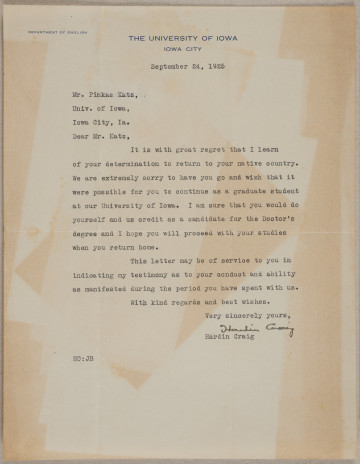 DEPARTMENT OF ENGLISH
THE UNIVERSITY OF IOWA
IOWA CITY
September 24, 1925
Mr. Pinkas Katz,
Univ. of Iowa,
Iowa City, Ia.
Dear Mr. Katz,
It is with great regret that I learn
of your determination to return to your native country.
We are extremely sorry to have you go and wish that it
were possible for you to continue as a graduate student
at our University of Iowa. I am sure that you would do
yourself and us credit as a candidate for the Doctor's
degree and I hope you will proceed with your studies
when you return home.
This letter may be of service to you in
indicating my testimony as to your conduct and ability
as manifested during the period you have spent with us.
With kind regards and best wishes.
Very sincerely yours,
Hardin Craig
Hardin Craig
HC:JB